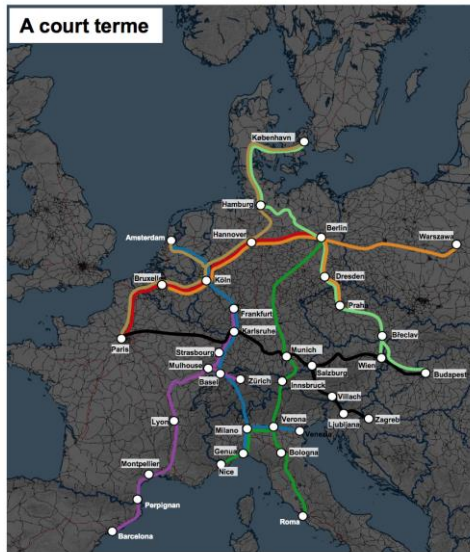 A court terme
København
Hamburg
Berlin
Hannover
Amsterdam
Warszawa
Bruxelle
Köln
Dresden
Praha
Frankfurt
Břeclav
Paris
Karlsruhe
Strasbourg
Munich
Wien
Mulhouse
Salzburg
Budapest
Basel
Zürich
Innsbruck
Villach
Lyon
Milano
Verona
Ljubljana
Zagreb
Venezia
Genua
Bologna
Montpellier
Nice
Perpignan
Roma
Barcelona